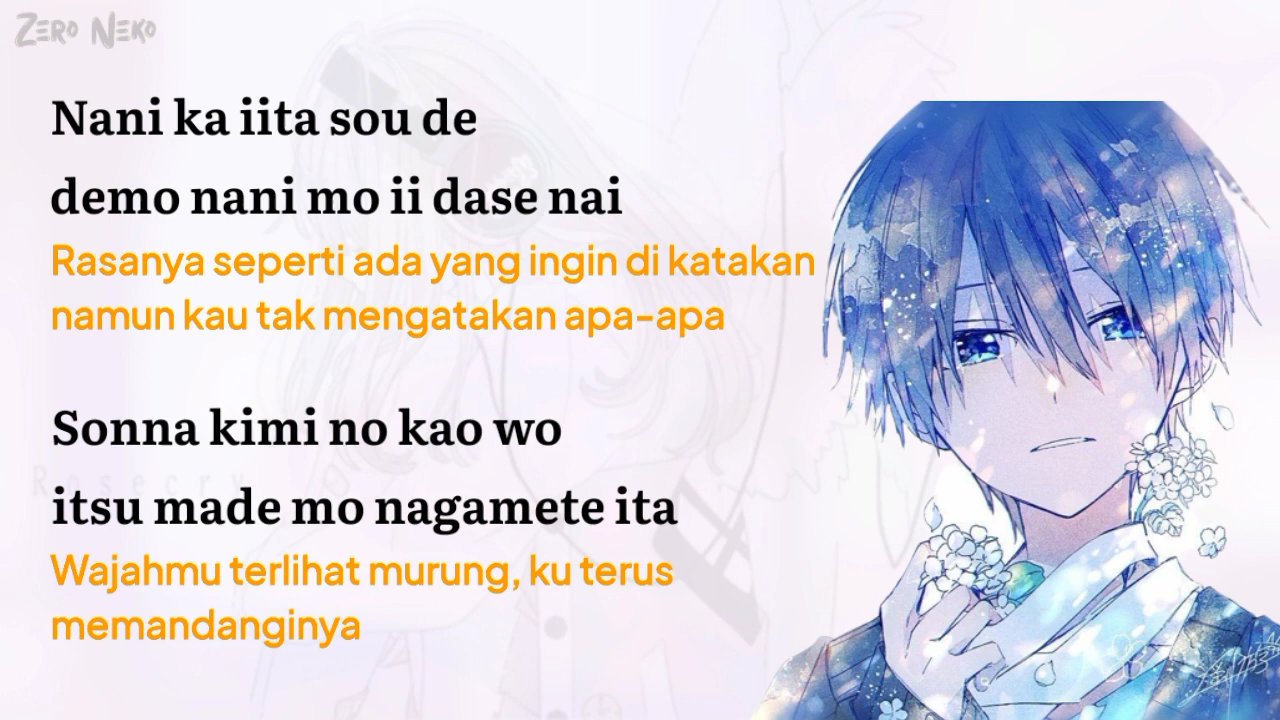 Zero Neko
Nani ka iita sou de
demo nani mo ii dase nai
Rasanya seperti ada yang ingin di katakan
namun kau tak mengatakan apa-apa
Sonna kimi no kao wo
Rosecry
itsu made mo nagamete ita
Wajahmu terlihat murung, ku terus
memandanginya